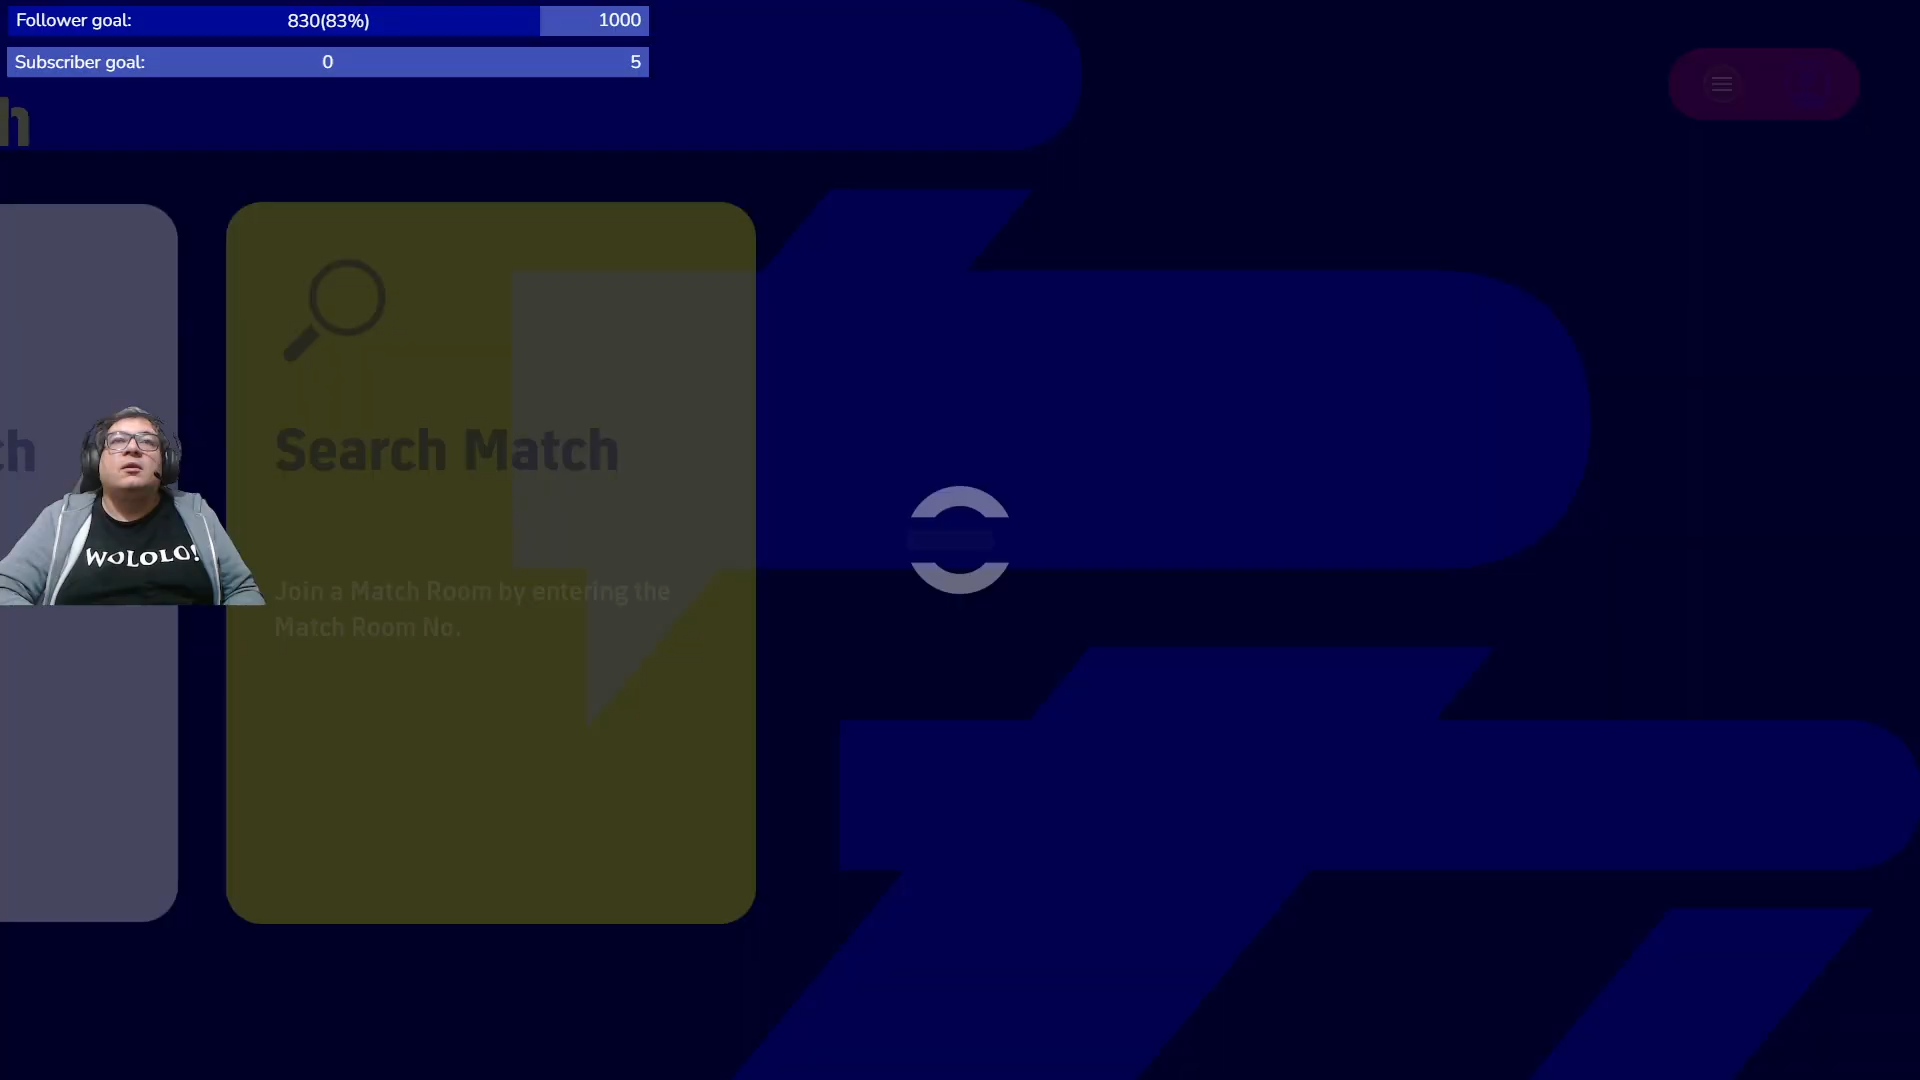 Follower goal: 830(83%) 1000
Subscriber goal: 0 5
h
ch
Search Match
WOLOLO!
Join a Match Room by entering the
Match Room No.